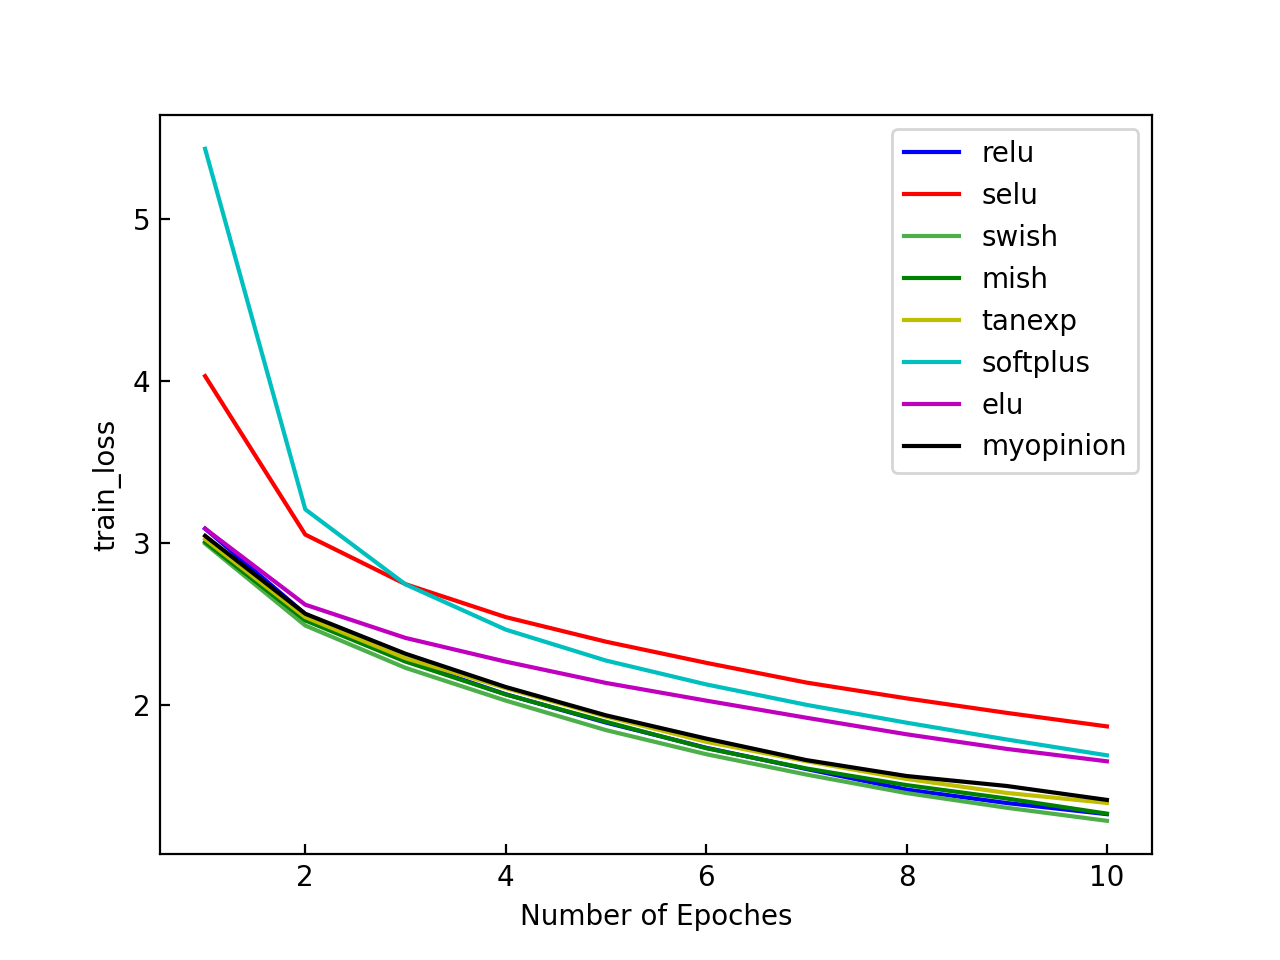 relu
selu
swish
mish
tanexp
softplus
elu
myopinion
5
4
3
2
train_loss
2 4 6 8 10
Number of Epoches